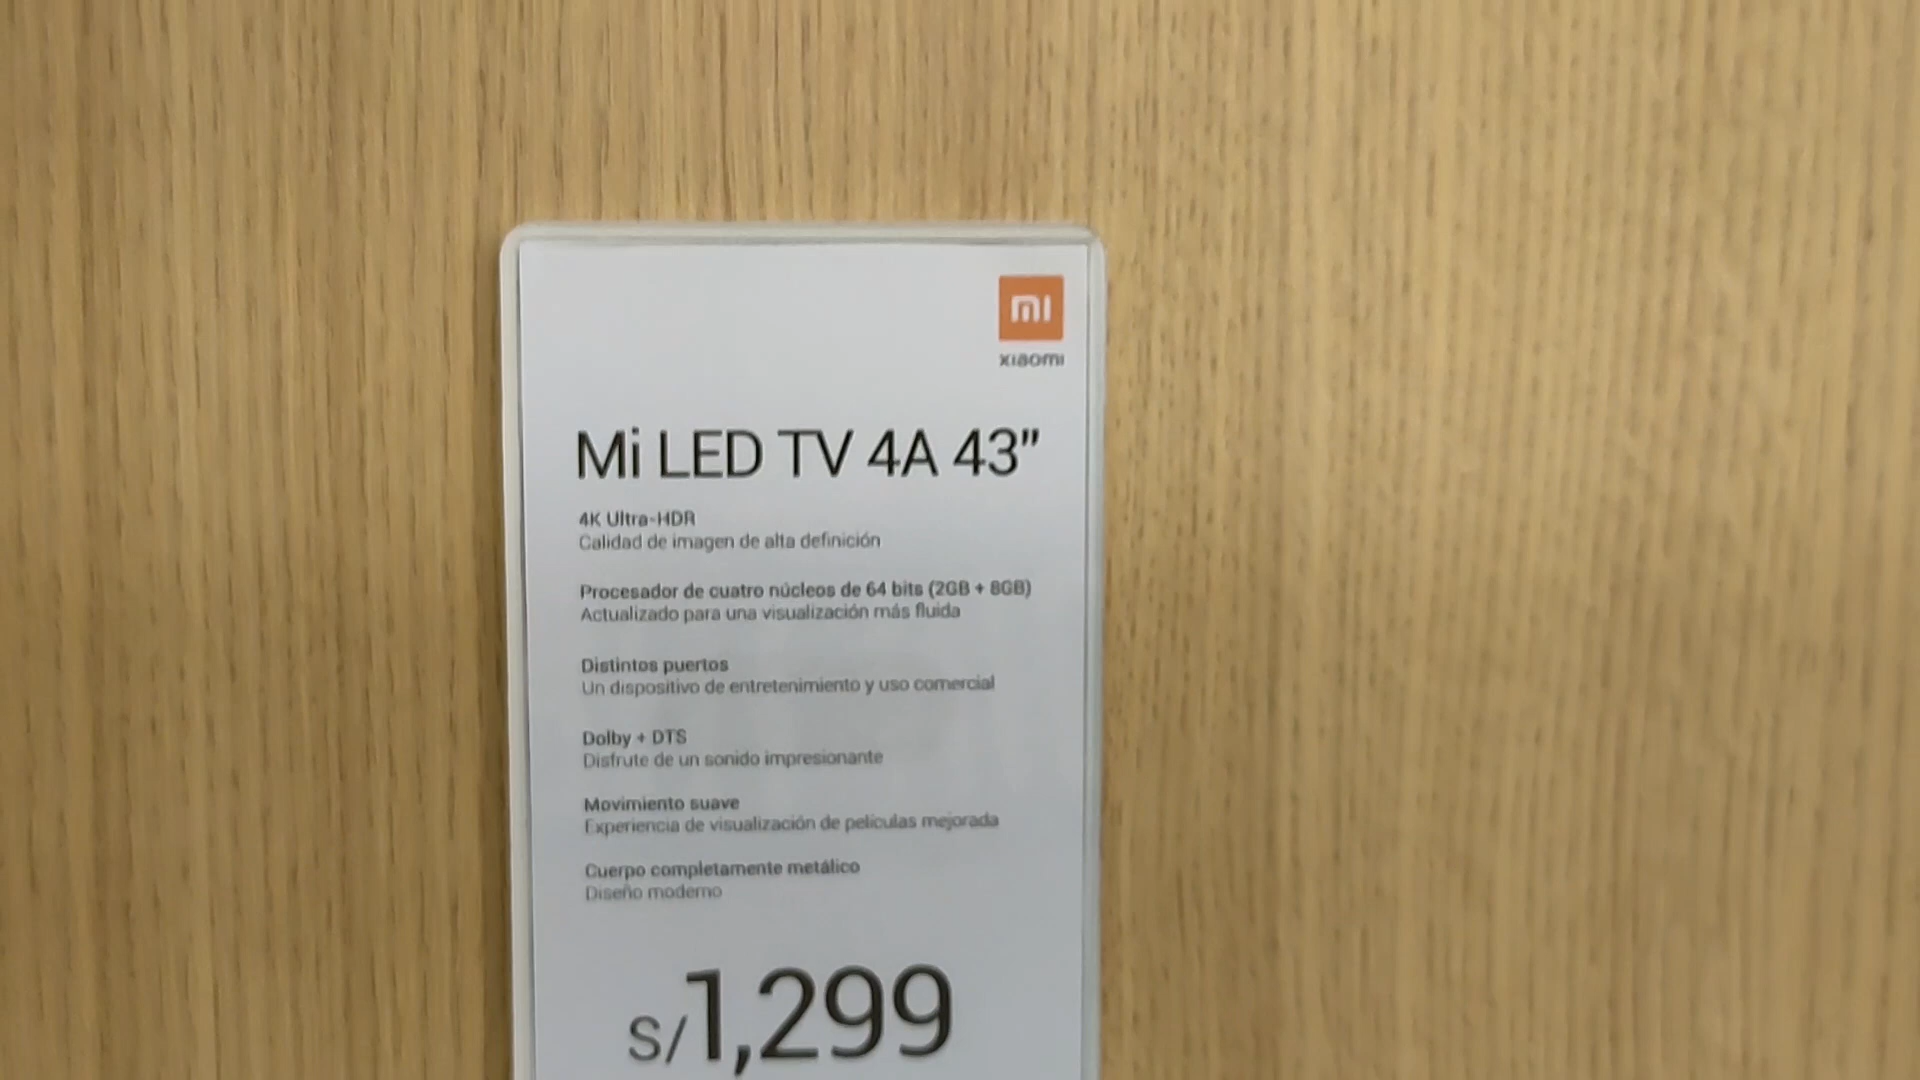 mi
xiaomi
Mi LED TV 4A 43"
4K Ultra-HDR
Calidad de imagen de alta definición
Procesador de cuatro núcleos de 64 bits (2GB + 8GB)
Actualizado para una visualización más fluida
Distintos puertos
Un dispositivo de entretenimiento y uso comercial
Dolby + DTS
Disfrute de un sonido impresionante
Movimiento suave
Experiencia de visualización de películas mejorada
Cuerpo completamente metálico
Diseño moderno
S/1,299